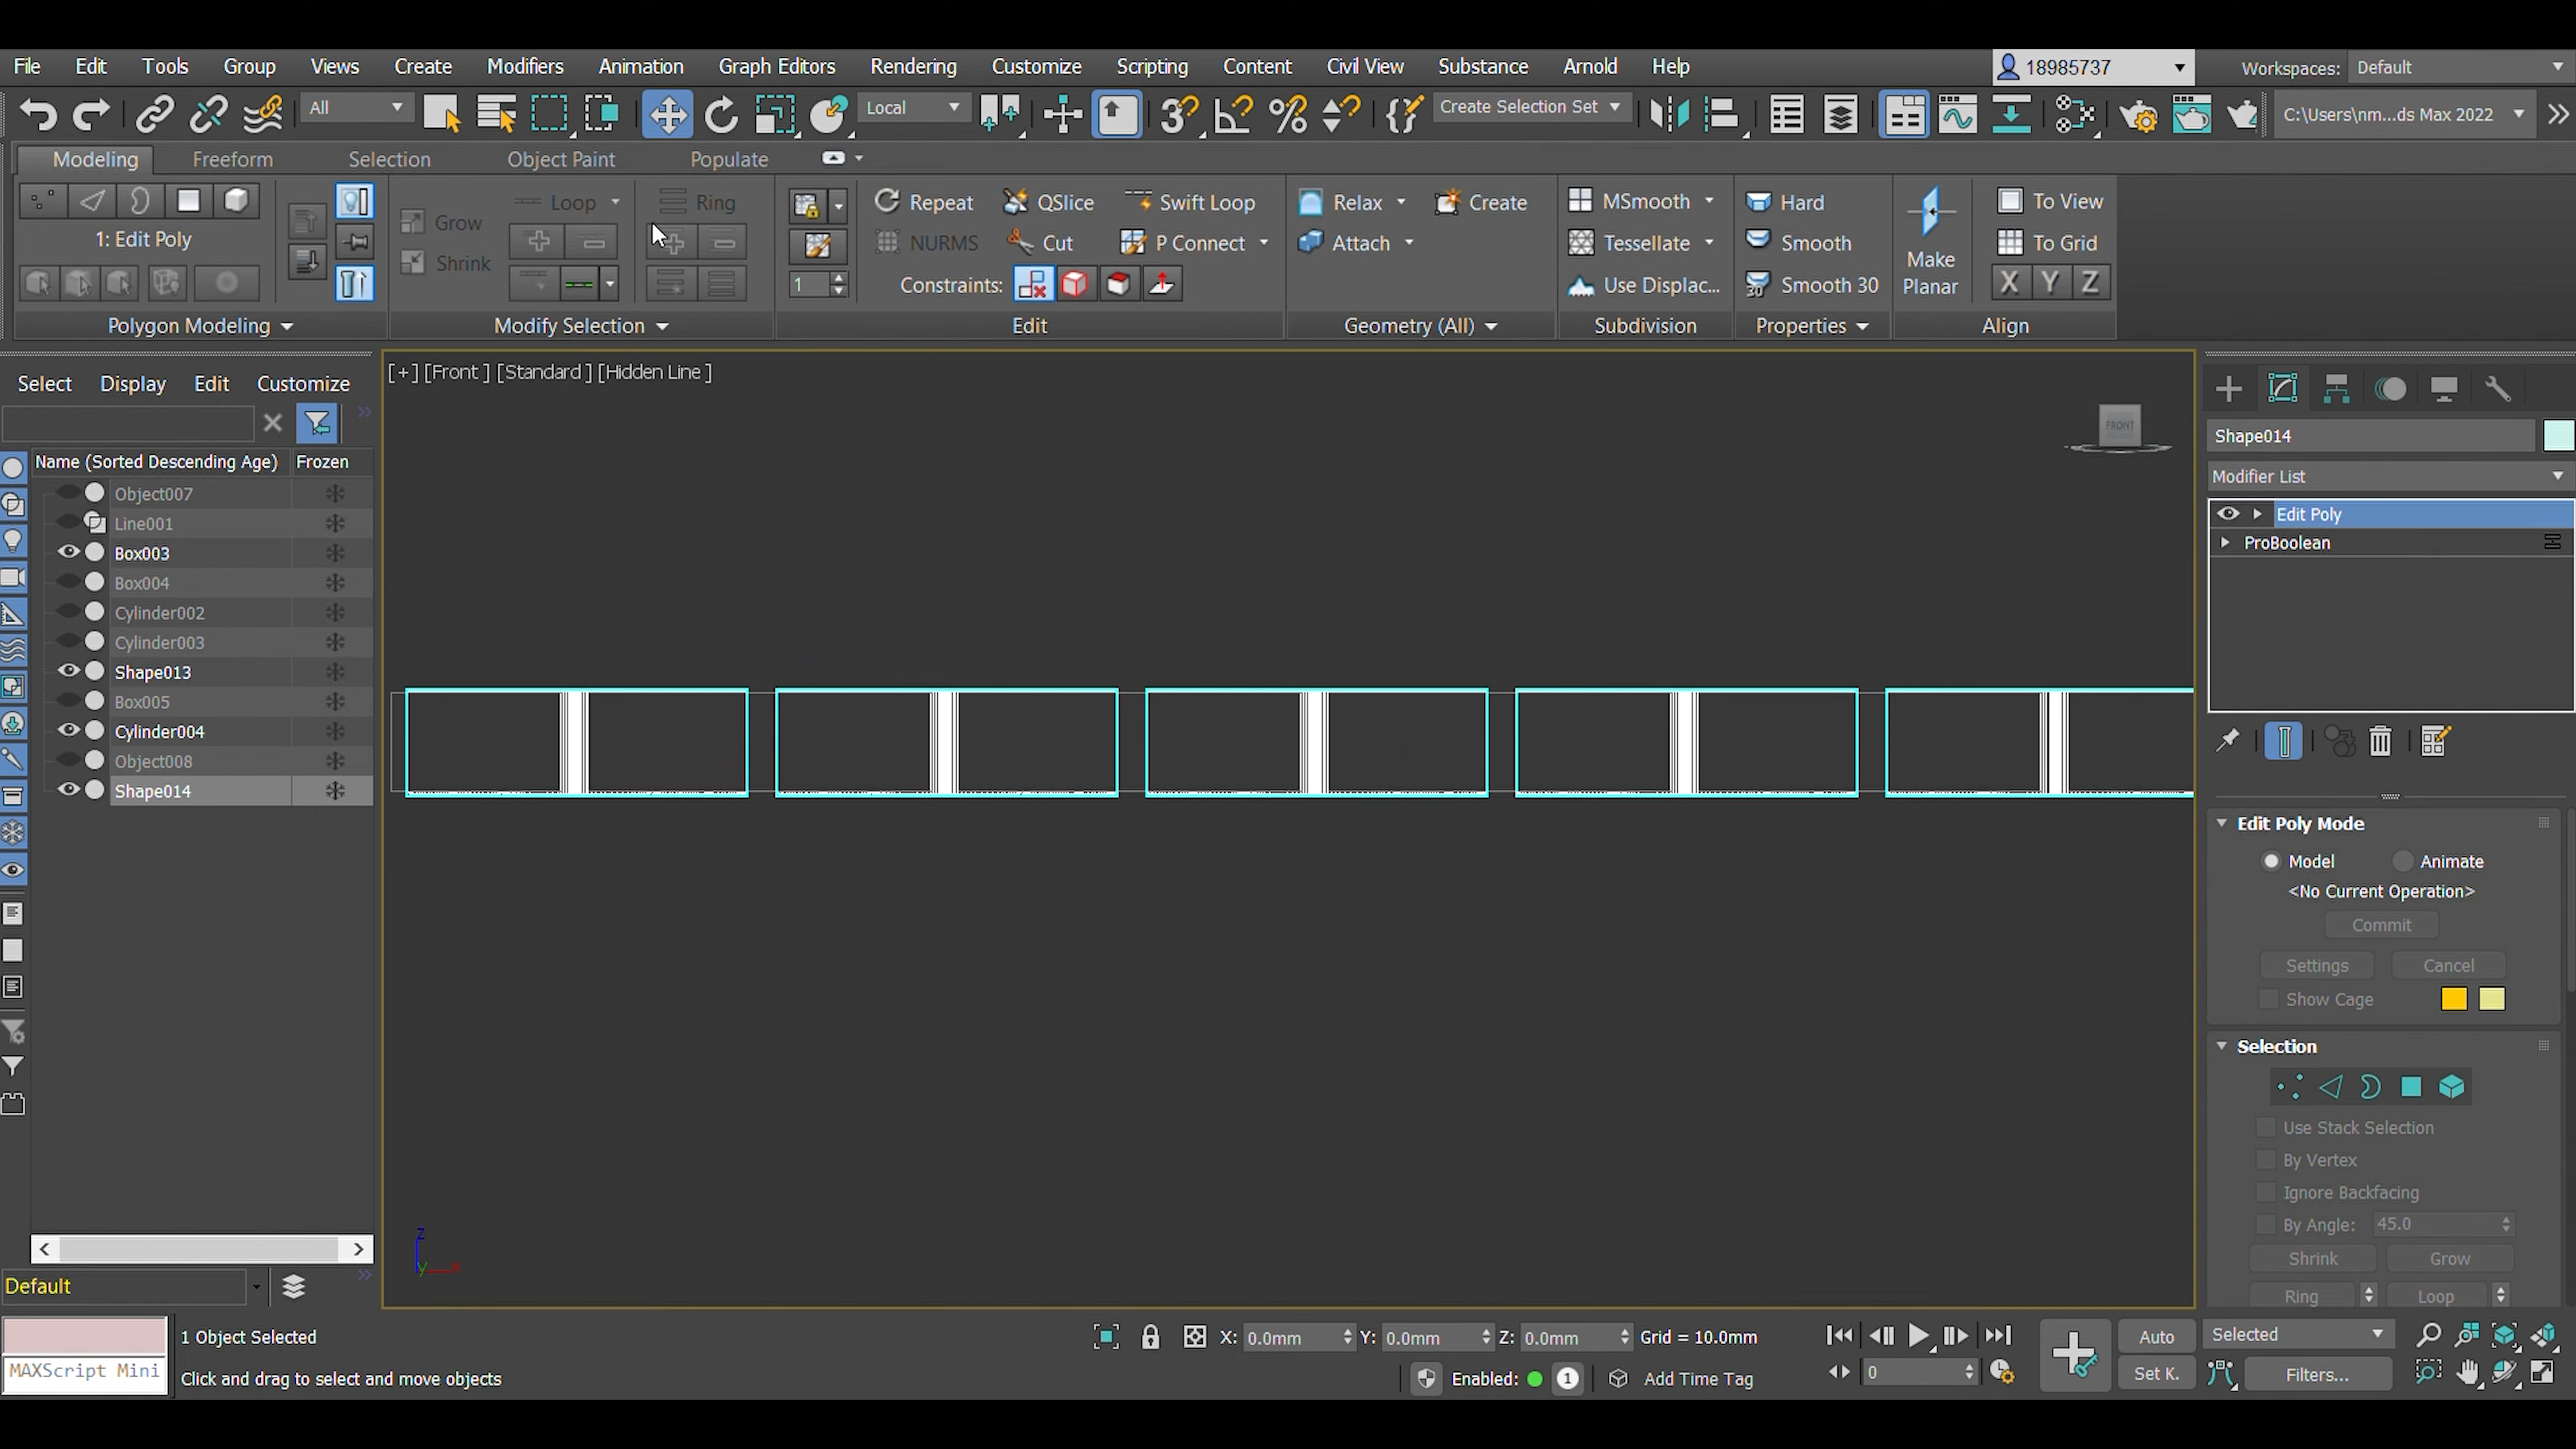 File Edit Tools Group Views Create Modifiers Animation Graph Editors Rendering Customize Scripting Content Civil View Substance Arnold Help 18985737 Workspaces: Default
All Local Create Selection Set C:\Users\nm...ds Max 2022
Modeling Freeform Selection Object Paint Populate
Loop Ring Repeat QSlice Swift Loop Relax Create MSmooth Hard To View
1: Edit Poly Grow NURMS Cut P Connect Attach Tessellate Smooth To Grid
Shrink 1 Constraints: Use Displac... 30 Smooth 30 Make Planar X Y Z
Polygon Modeling Modify Selection Edit Geometry (All) Subdivision Properties Align
Select Display Edit Customize
[+] [Front ] [Standard ] [Hidden Line ]
FRONT
Name (Sorted Descending Age) Frozen
Object007
Line001
Box003
Box004
Cylinder002
Cylinder003
Shape013
Box005
Cylinder004
Object008
Shape014
z
x
y
Shape014
Modifier List
Edit Poly
ProBoolean
Edit Poly Mode
Model Animate
<No Current Operation>
Commit
Settings Cancel
Show Cage
Selection
Use Stack Selection
By Vertex
Ignore Backfacing
By Angle: 45.0
Shrink Grow
Ring Loop
Default
1 Object Selected X: 0.0mm Y: 0.0mm Z: 0.0mm Grid = 10.0mm Auto Selected
MAXScript Mini Click and drag to select and move objects Enabled: 1 Add Time Tag 0 Set K. Filters...